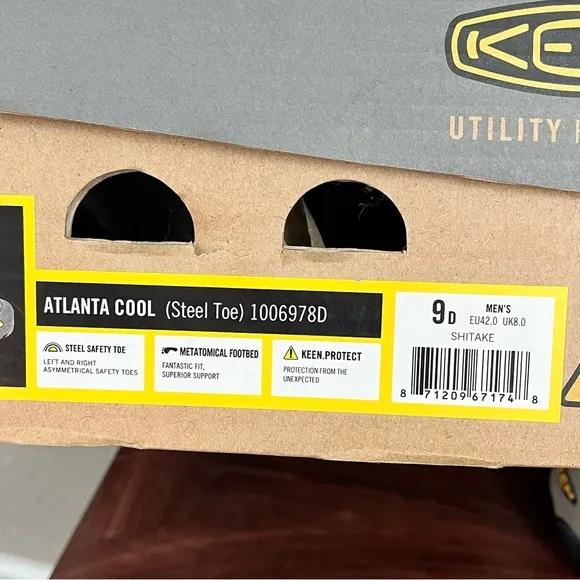 KEE
UTILITY
ATLANTA COOL (Steel Toe) 1006978D
STEEL SAFETY TOE
LEFT AND RIGHT
ASYMMETRICAL SAFETY TOES
METATOMICAL FOOTBED
FANTASTIC FIT,
SUPERIOR SUPPORT
KEEN.PROTECT
PROTECTION FROM THE
UNEXPECTED
9D MEN'S
EU42.0 UK8.0
SHITAKE
8 71209 67174 8